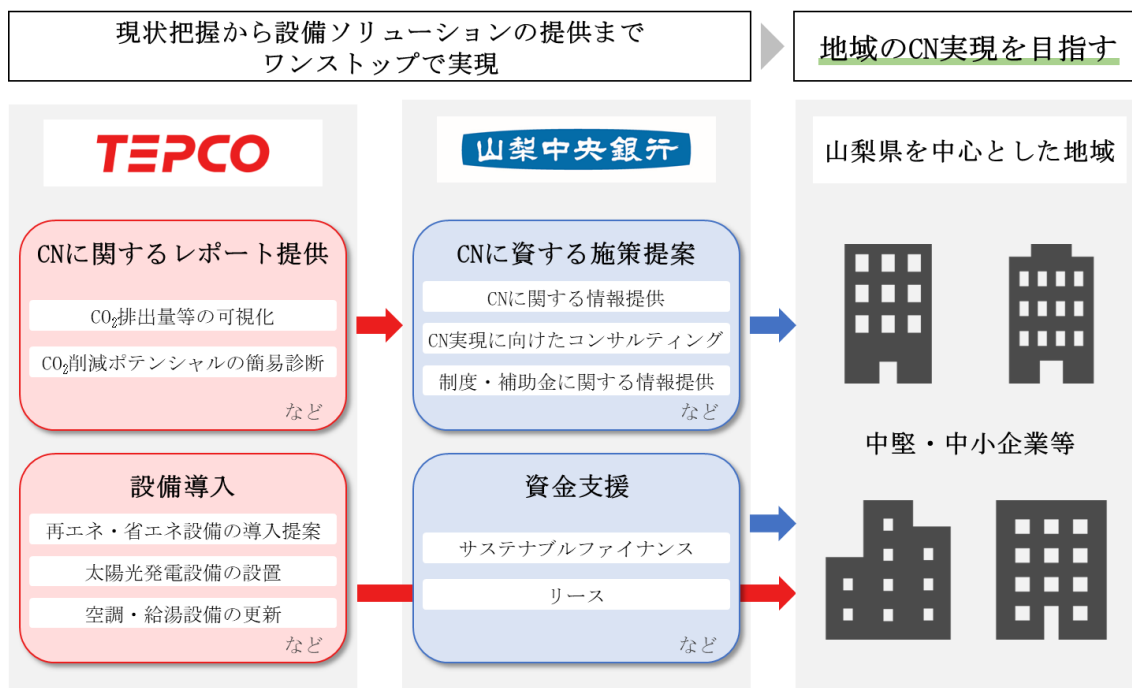 現状把握から設備ソリューションの提供まで
ワンストップで実現
地域のCN実現を目指す
TEPCO
CNに関するレポート提供
CO₂排出量等の可視化
CO₂削減ポテンシャルの簡易診断
など
設備導入
再エネ・省エネ設備の導入提案
太陽光発電設備の設置
空調・給湯設備の更新
など
山梨中央銀行
CNに資する施策提案
CNに関する情報提供
CN実現に向けたコンサルティング
制度・補助金に関する情報提供
など
資金支援
サステナブルファイナンス
リース
など
山梨県を中心とした地域
中堅・中小企業等